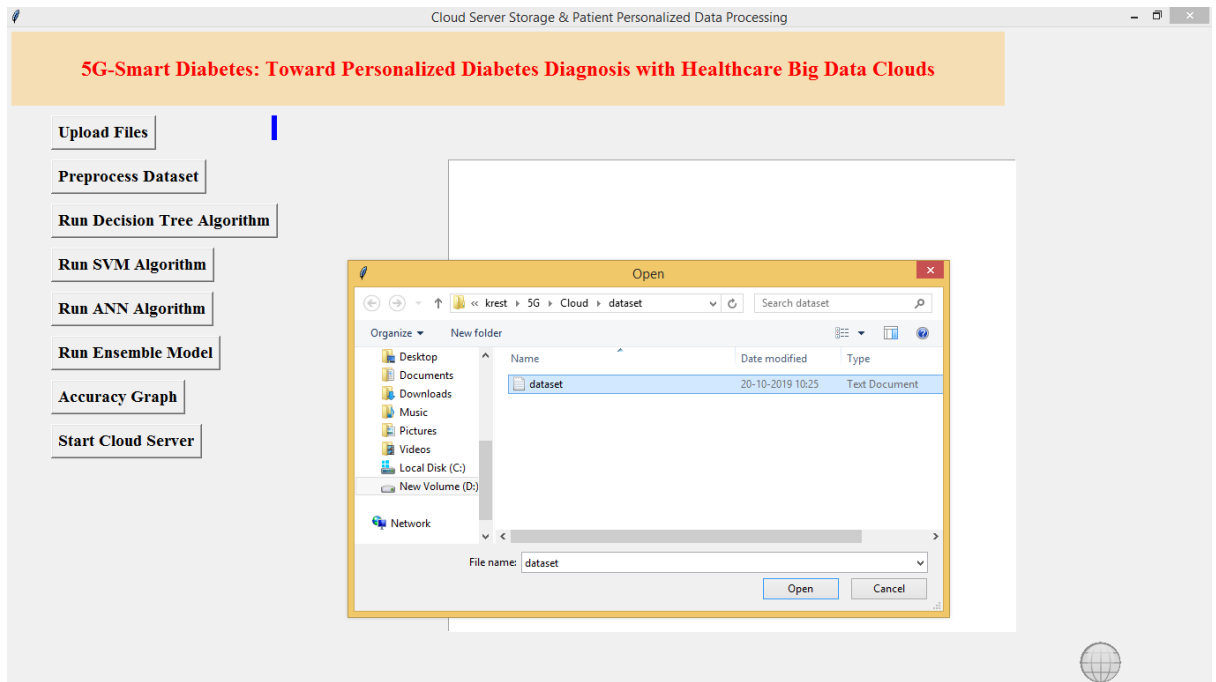 Cloud Server Storage & Patient Personalized Data Processing
5G-Smart Diabetes: Toward Personalized Diabetes Diagnosis with Healthcare Big Data Clouds
Upload Files
Preprocess Dataset
Run Decision Tree Algorithm
Run SVM Algorithm
Run ANN Algorithm
Run Ensemble Model
Accuracy Graph
Start Cloud Server
Open
« krest 5G Cloud dataset
Search dataset
Organize New folder
Name Date modified Type
dataset 20-10-2019 10:25 Text Document
Desktop
Documents
Downloads
Music
Pictures
Videos
Local Disk (C:)
New Volume (D:)
Network
File name: dataset
Open Cancel